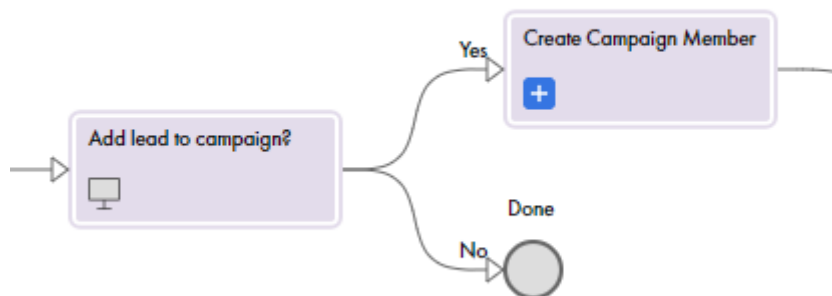 Yes
Create Campaign Member
Add lead to campaign?
Done
No